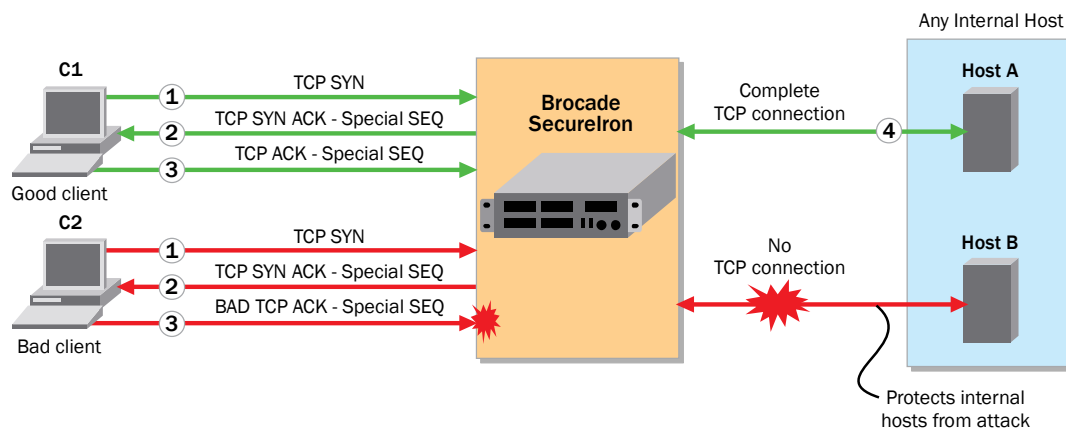 Any Internal Host
C1
1
TCP SYN
2
TCP SYN ACK - Special SEQ
3
TCP ACK - Special SEQ
Good client
Brocade
SecureIron
Complete
TCP connection
4
Host A
C2
1
TCP SYN
2
TCP SYN ACK - Special SEQ
3
BAD TCP ACK - Special SEQ
Bad client
No
TCP connection
Host B
Protects internal
hosts from attack